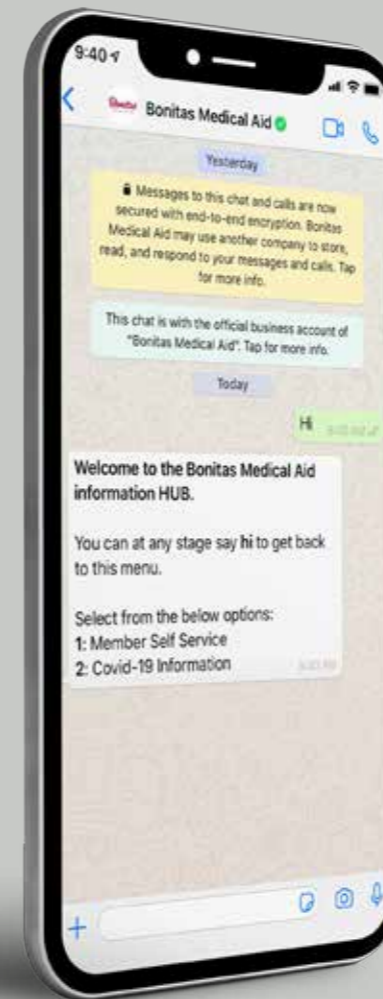 9:40
Bonitas Medical Aid
Yesterday
Messages to this chat and calls are now
secured with end-to-end encryption. Bonitas
Medical Aid may use another company to store,
read, and respond to your messages and calls. Tap
for more info.
This chat is with the official business account of
"Bonitas Medical Aid". Tap for more info.
Today
Hi
Welcome to the Bonitas Medical Aid
information HUB.
You can at any stage say hi to get back
to this menu.
Select from the below options:
1: Member Self Service
2: Covid-19 Information